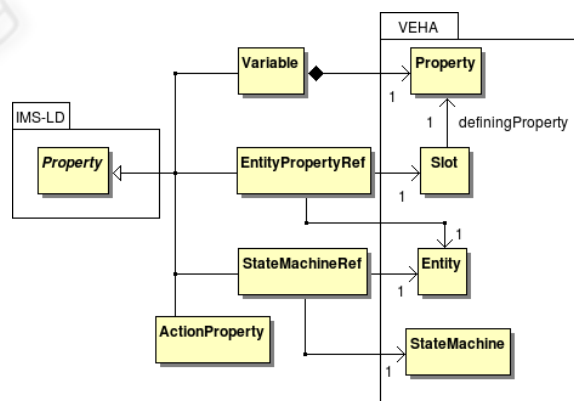 VEHA
Variable
Property
1
1
definingProperty
IMS-LD
Property
EntityPropertyRef
Slot
1
1
StateMachineRef
Entity
1
ActionProperty
StateMachine
1